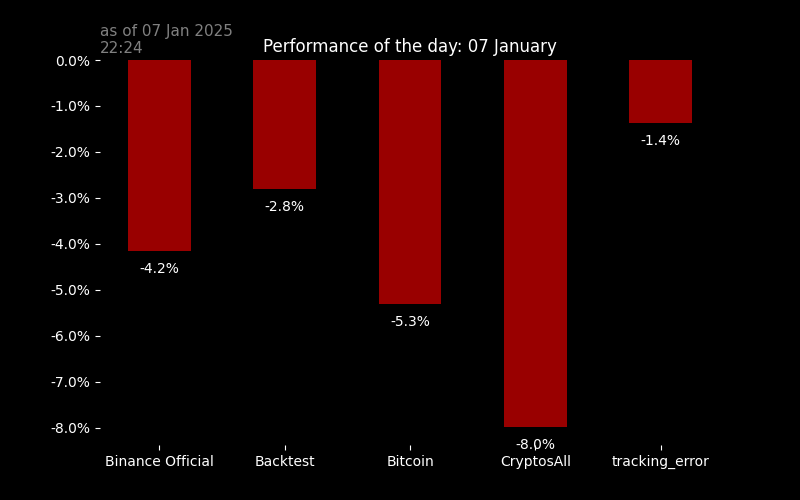 as of 07 Jan 2025
22:24
Performance of the day: 07 January
0.0%
-1.0%
-2.0%
-3.0%
-4.0%
-5.0%
-6.0%
-7.0%
-8.0%
-4.2%
-2.8%
-5.3%
-8.0%
-1.4%
Binance Official
Backtest
Bitcoin
CryptosAll
tracking_error